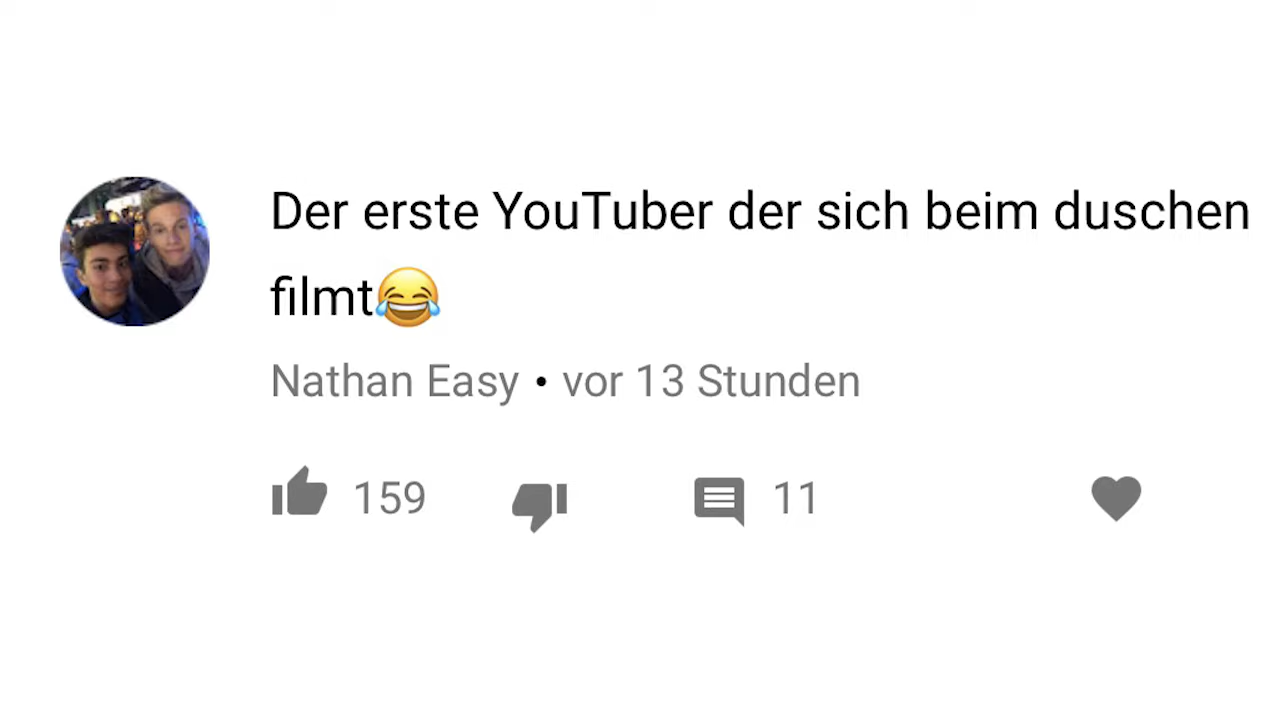 Der erste YouTuber der sich beim duschen
filmt😂
Nathan Easy • vor 13 Stunden
159 11